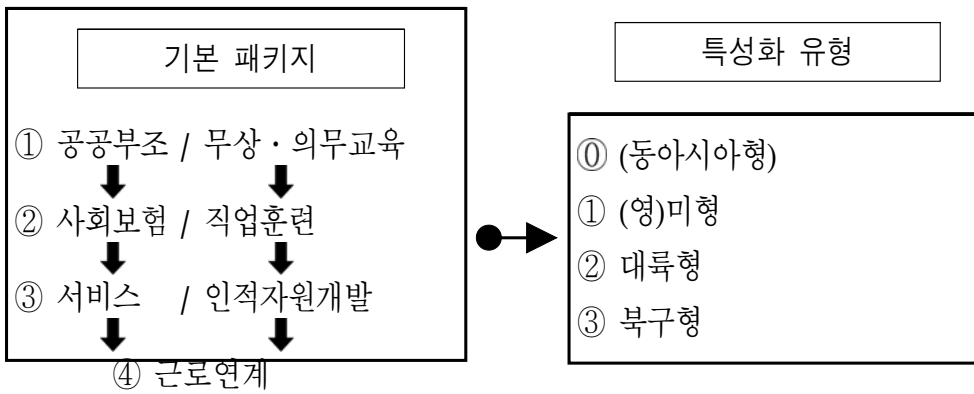 기본 패키지
① 공공부조 / 무상・의무교육
② 사회보험 / 직업훈련
③ 서비스 / 인적자원개발
④ 근로연계
특성화 유형
⓪ (동아시아형)
① (영)미형
② 대륙형
③ 북구형